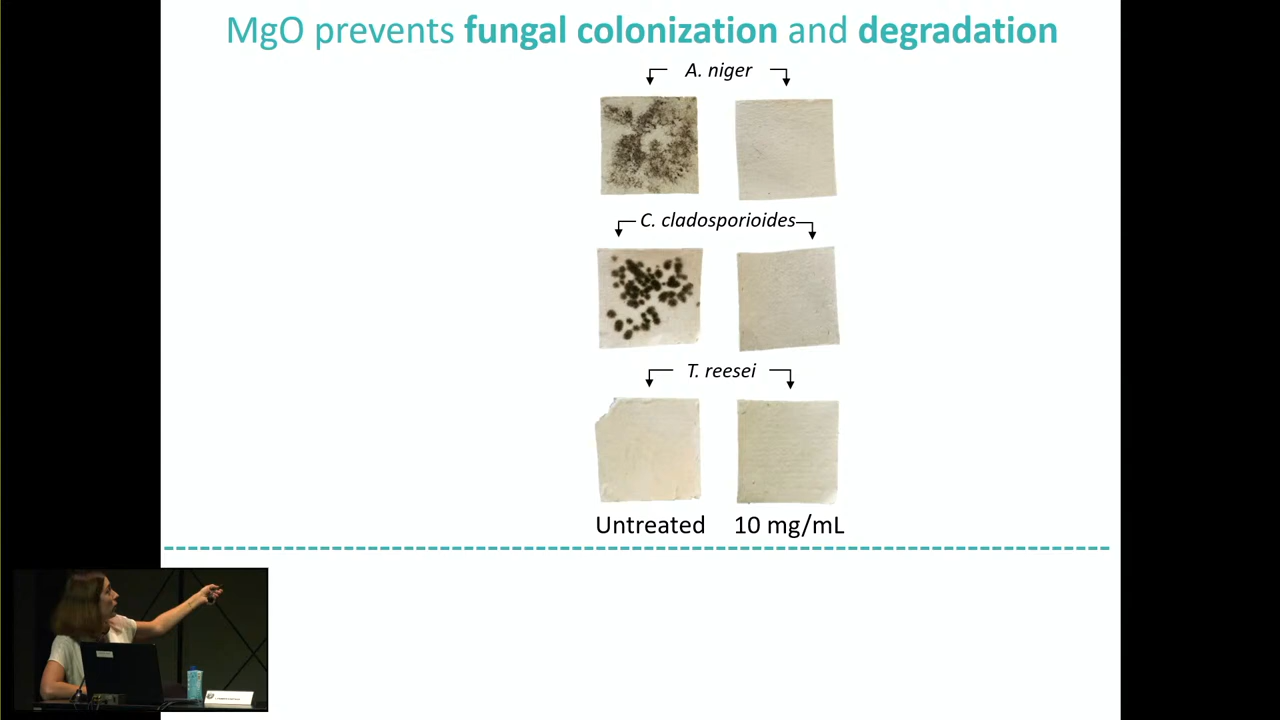 MgO prevents fungal colonization and degradation
A. niger
C. cladosporioides
T. reesei
Untreated 10 mg/mL